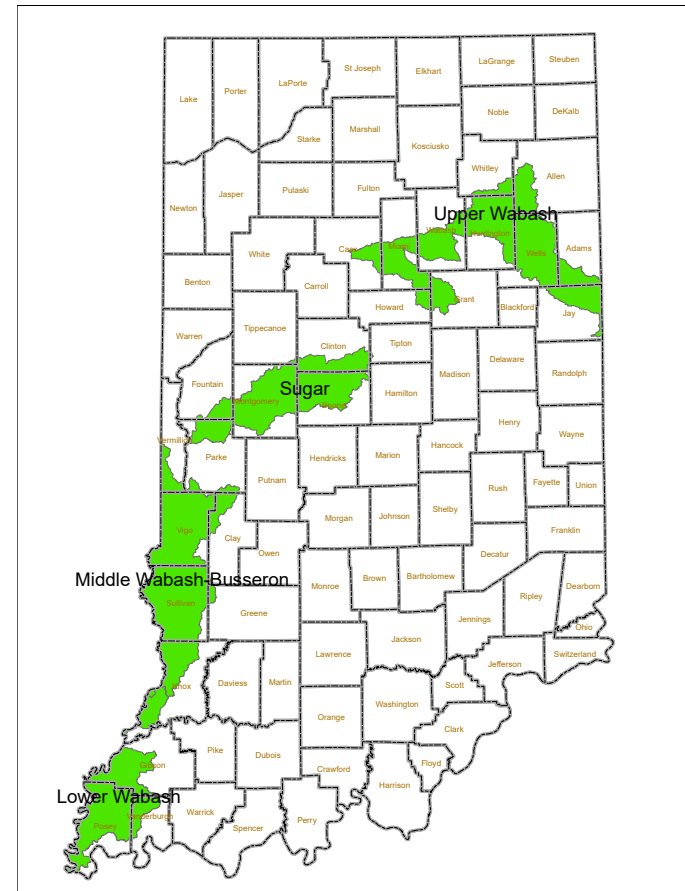 St Joseph
Elkhart
LaGrange
Steuben
LaPorte
Porter
Lake
Noble
DeKalb
Marshall
Starke
Kosciusko
Whitley
Allen
Fulton
Pulaski
Jasper
Newton
Upper Wabash
Wabash
Huntington
Miami
Cass
Wells
Adams
White
Benton
Carroll
Grant
Howard
Blackford
Jay
Warren
Tippecanoe
Clinton
Tipton
Madison
Delaware
Randolph
Fountain
Sugar
Montgomery
Boone
Hamilton
Henry
Wayne
Vermillion
Parke
Hendricks
Marion
Hancock
Putnam
Rush
Fayette
Union
Shelby
Johnson
Morgan
Vigo
Clay
Owen
Franklin
Decatur
Middle Wabash-Busseron
Monroe
Brown
Bartholomew
Dearborn
Ripley
Sullivan
Greene
Jennings
Ohio
Jackson
Lawrence
Switzerland
Jefferson
Knox
Daviess
Martin
Scott
Washington
Orange
Clark
Pike
Dubois
Gibson
Floyd
Crawford
Harrison
Lower Wabash
Posey
Vanderburgh
Warrick
Perry
Spencer